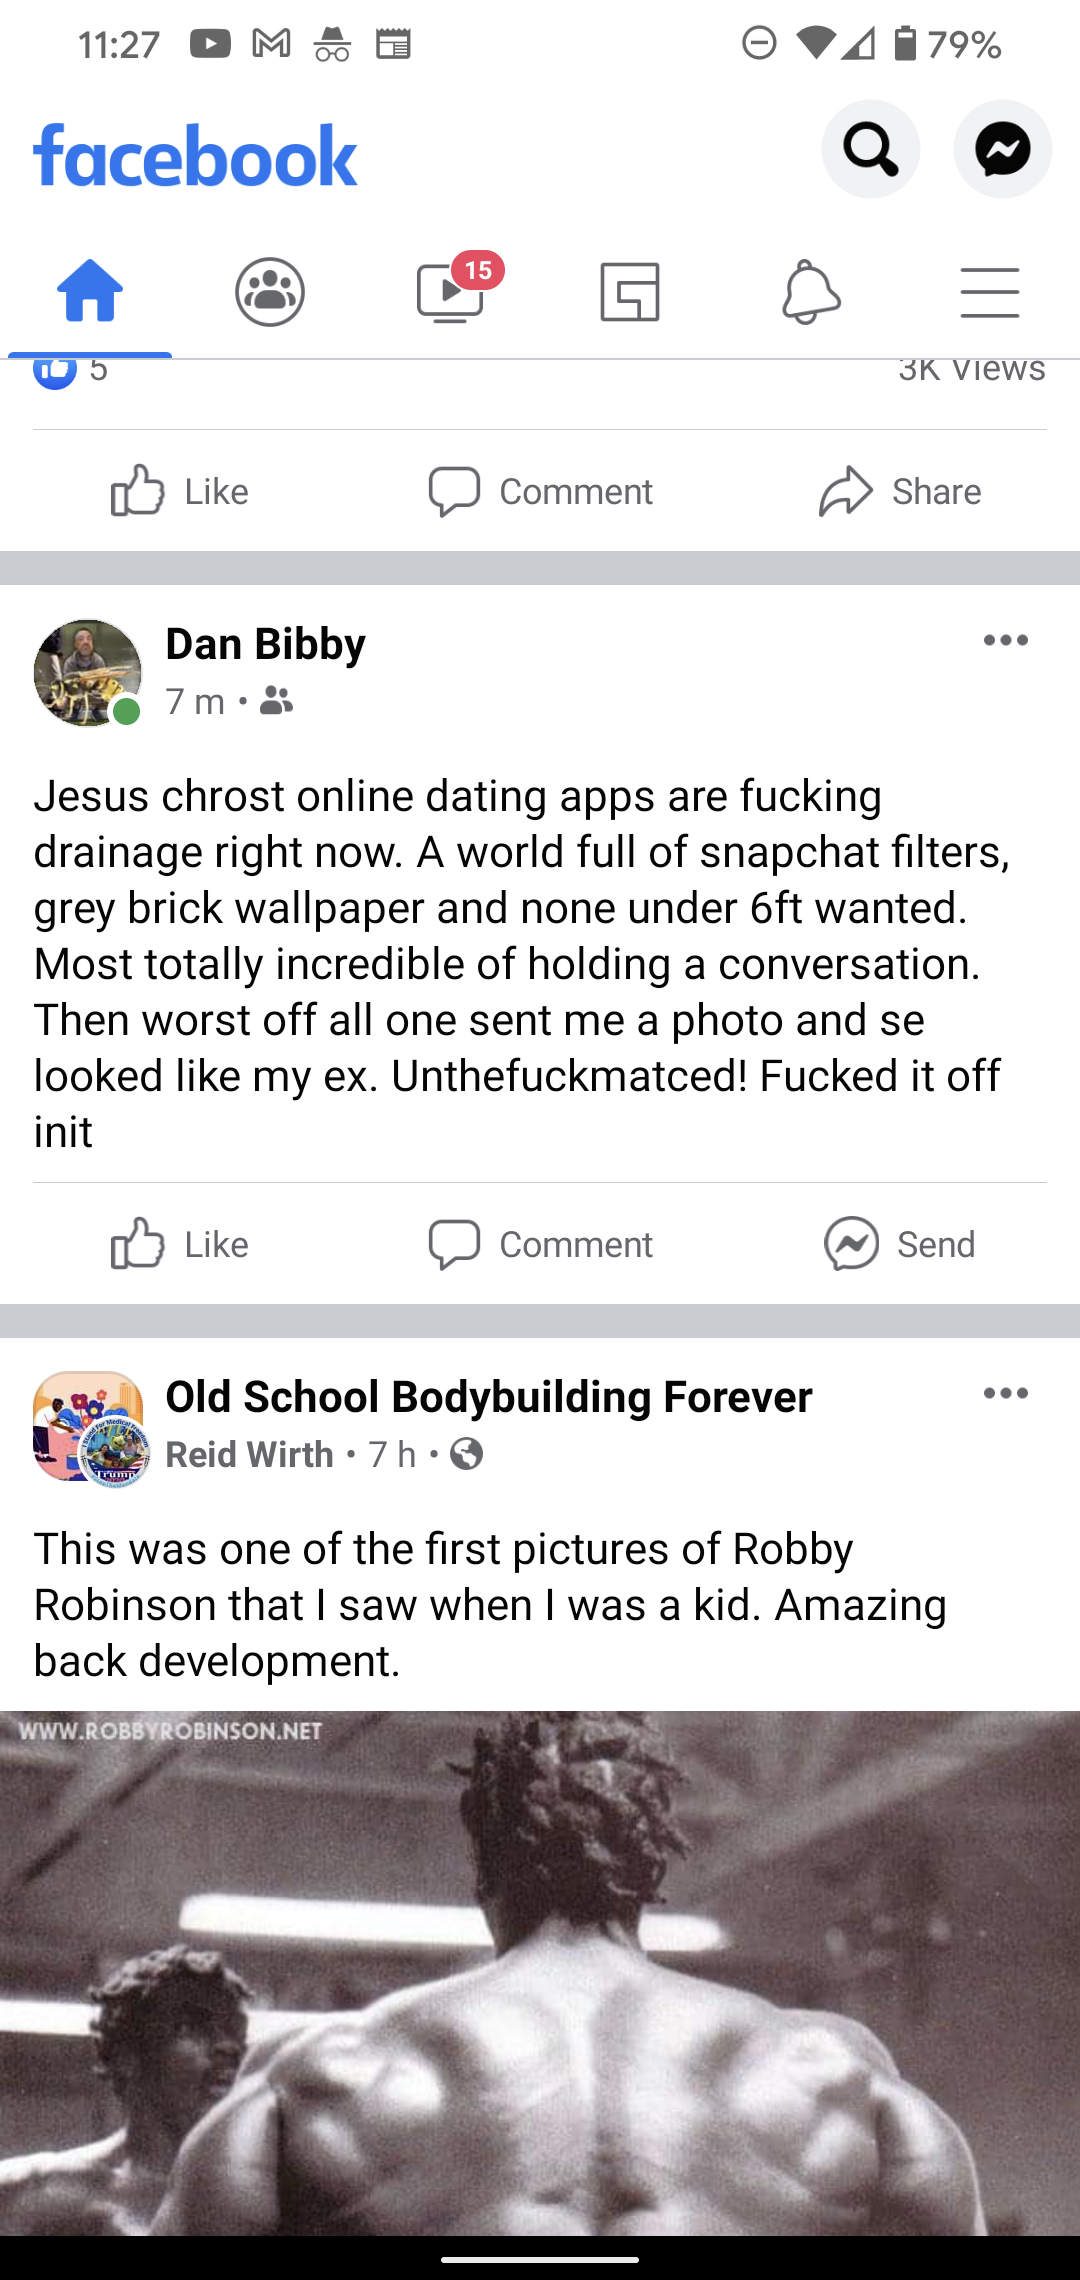 11:27
79%
facebook
15
5
3K Views
Like
Comment
Share
Dan Bibby
7 m •
Jesus chrost online dating apps are fucking
drainage right now. A world full of snapchat filters,
grey brick wallpaper and none under 6ft wanted.
Most totally incredible of holding a conversation.
Then worst off all one sent me a photo and se
looked like my ex. Unthefuckmatced! Fucked it off
init
Like
Comment
Send
Old School Bodybuilding Forever
Reid Wirth • 7 h •
Trump
This was one of the first pictures of Robby
Robinson that I saw when I was a kid. Amazing
back development.
WWW.ROBBYROBINSON.NET